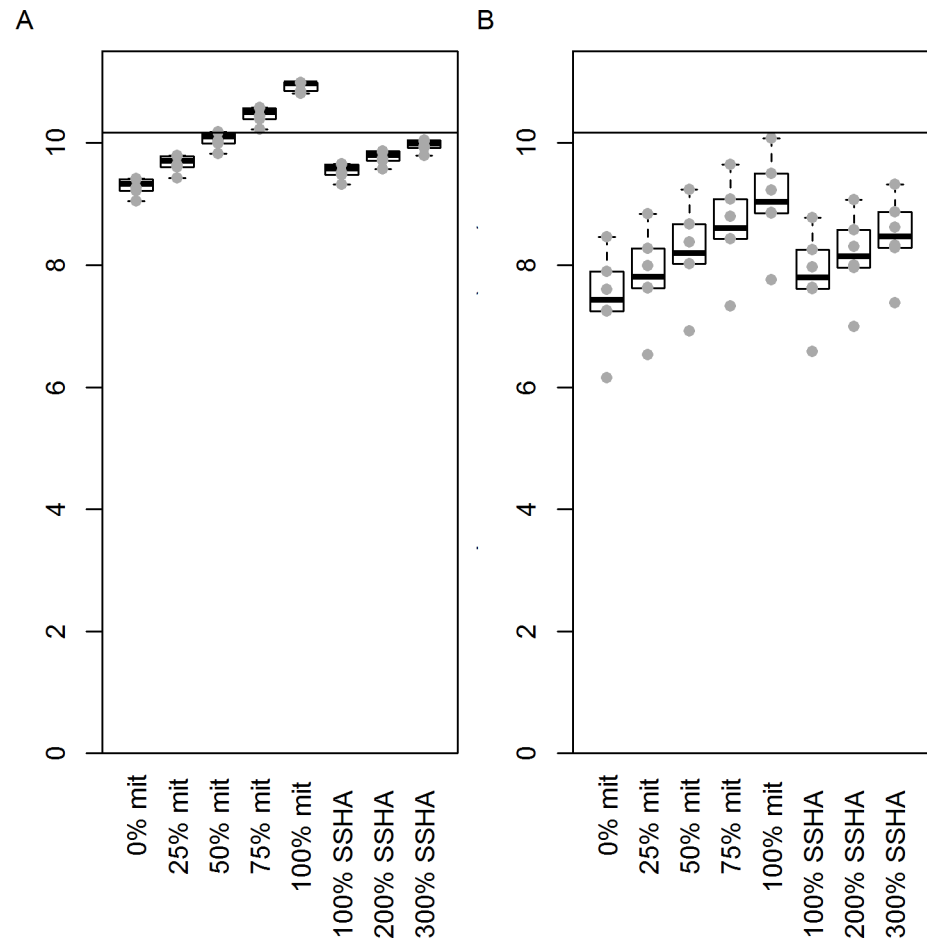 A
10
8
6
4
2
0
0% mit
25% mit
50% mit
75% mit
100% mit
100% SSHA
200% SSHA
300% SSHA
B
10
8
6
4
2
0
0% mit
25% mit
50% mit
75% mit
100% mit
100% SSHA
200% SSHA
300% SSHA